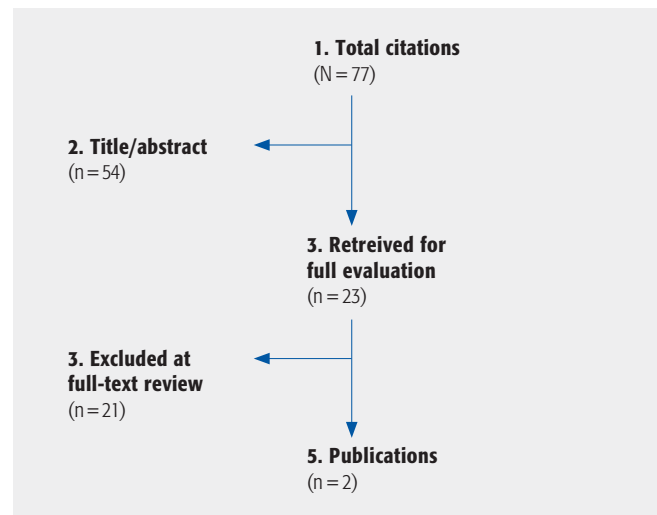 1. Total citations
(N = 77)
2. Title/abstract
(n = 54)
3. Retreived for
full evaluation
(n = 23)
3. Excluded at
full-text review
(n = 21)
5. Publications
(n = 2)